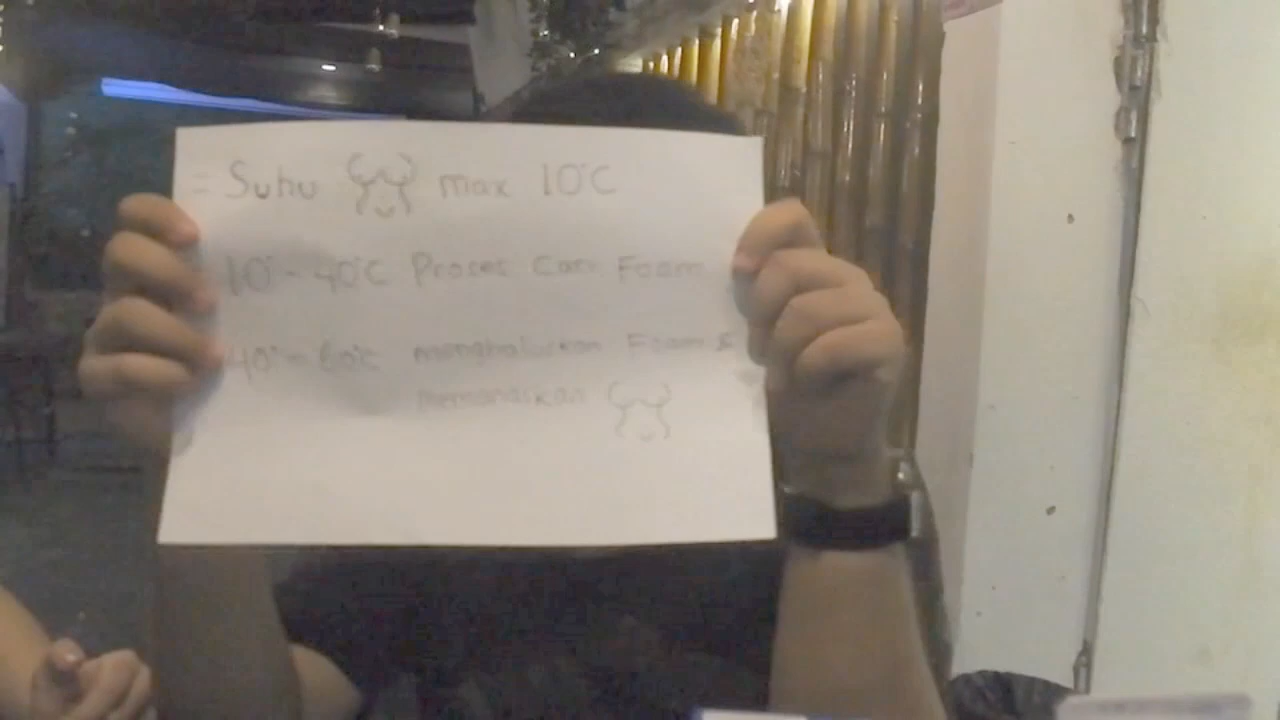 = Suhu max 10°C
10°-40°C Proses Cari Foam
40°-60°C menghaluskan Foam &
memanaskan